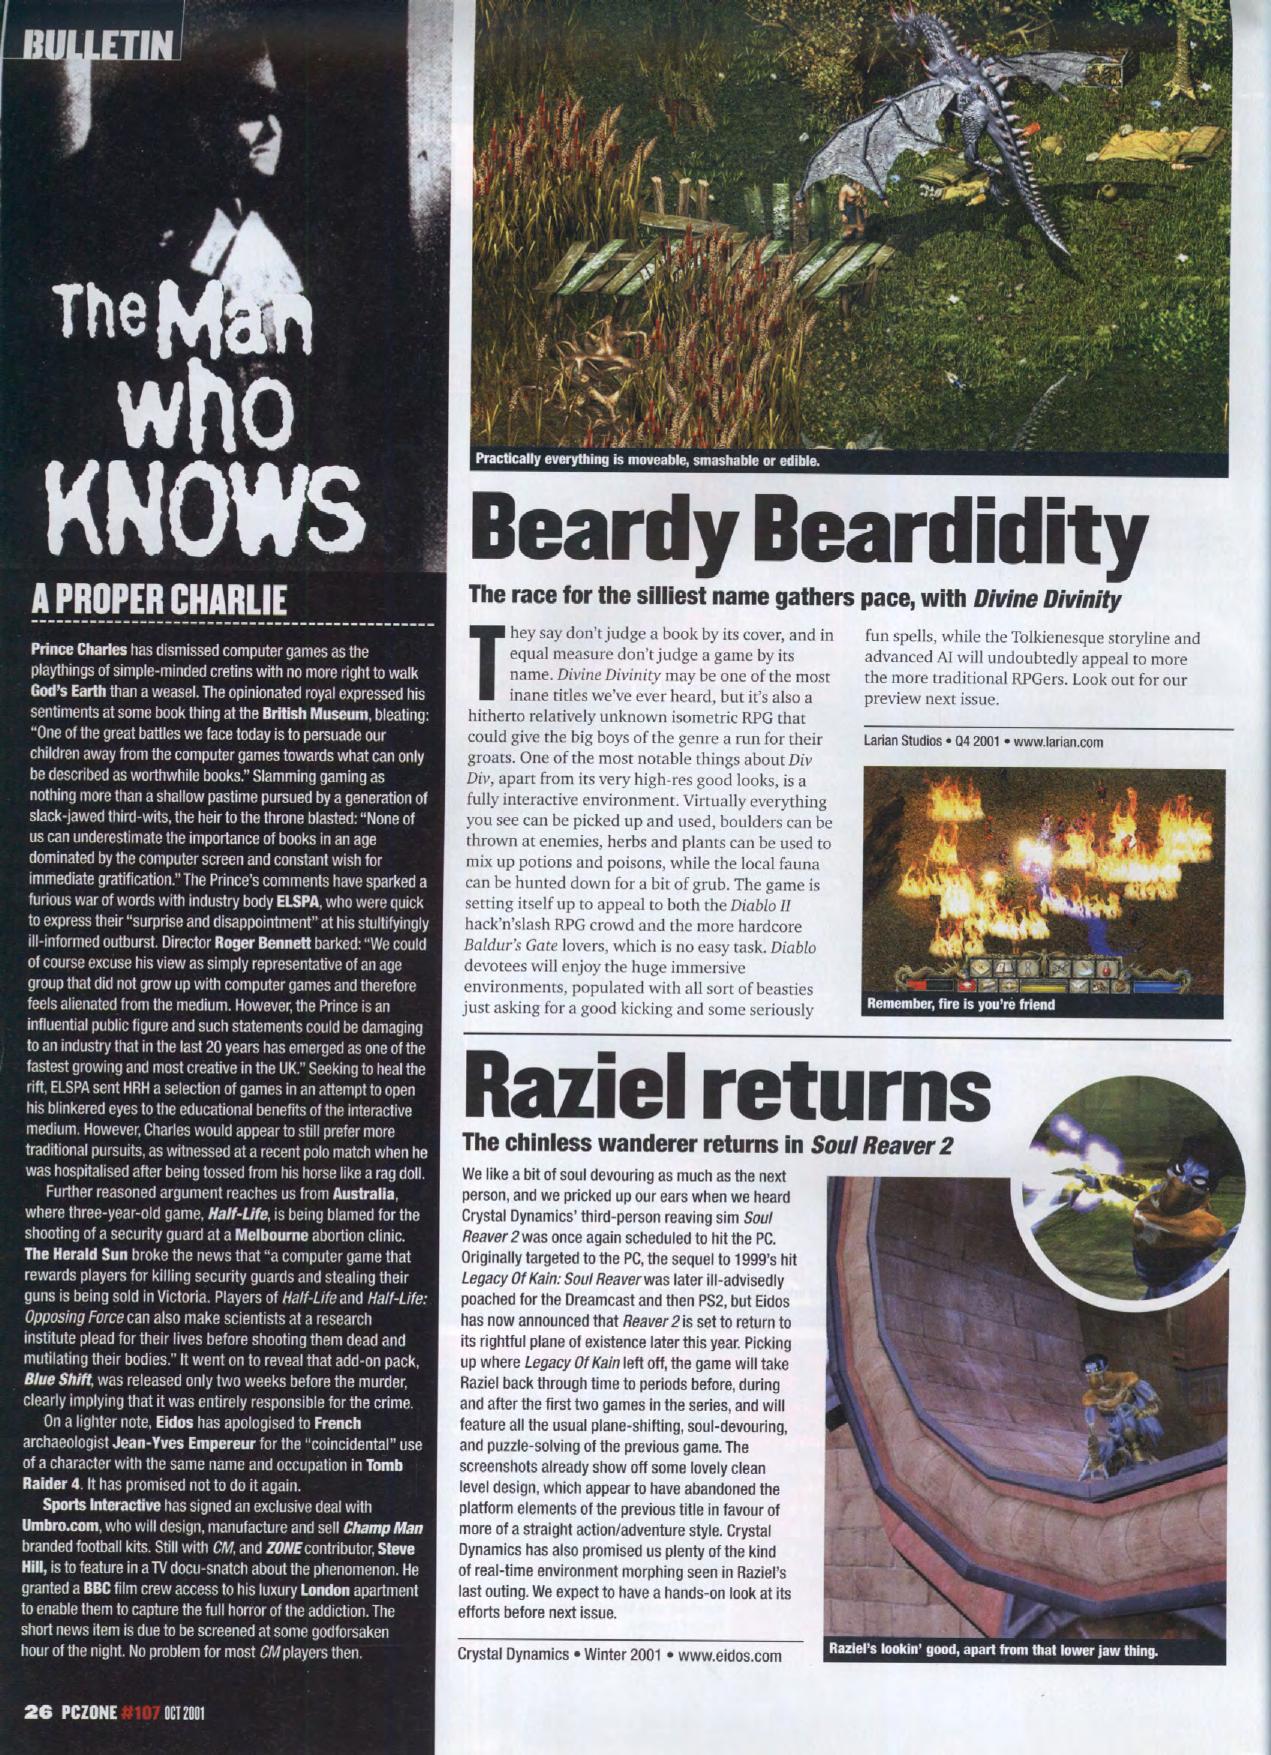 BULLETIN
The Man
who
KNOWS
A PROPER CHARLIE
Prince Charles has dismissed computer games as the
playthings of simple-minded cretins with no more right to walk
God's Earth than a weasel. The opinionated royal expressed his
sentiments at some book thing at the British Museum, bleating:
"One of the great battles we face today is to persuade our
children away from the computer games towards what can only
be described as worthwhile books." Slamming gaming as
nothing more than a shallow pastime pursued by a generation of
slack-jawed third-wits, the heir to the throne blasted: "None of
us can underestimate the importance of books in an age
dominated by the computer screen and constant wish for
immediate gratification." The Prince's comments have sparked a
furious war of words with industry body ELSPA, who were quick
to express their "surprise and disappointment" at his stultifyingly
ill-informed outburst. Director Roger Bennett barked: "We could
of course excuse his view as simply representative of an age
group that did not grow up with computer games and therefore
feels alienated from the medium. However, the Prince is an
influential public figure and such statements could be damaging
to an industry that in the last 20 years has emerged as one of the
fastest growing and most creative in the UK." Seeking to heal the
rift, ELSPA sent HRH a selection of games in an attempt to open
his blinkered eyes to the educational benefits of the interactive
medium. However, Charles would appear to still prefer more
traditional pursuits, as witnessed at a recent polo match when he
was hospitalised after being tossed from his horse like a rag doll.
Further reasoned argument reaches us from Australia,
where three-year-old game, Half-Life, is being blamed for the
shooting of a security guard at a Melbourne abortion clinic.
The Herald Sun broke the news that "a computer game that
rewards players for killing security guards and stealing their
guns is being sold in Victoria. Players of Half-Life and Half-Life:
Opposing Force can also make scientists at a research
institute plead for their lives before shooting them dead and
mutilating their bodies." It went on to reveal that add-on pack,
Blue Shift, was released only two weeks before the murder,
clearly implying that it was entirely responsible for the crime.
On a lighter note, Eidos has apologised to French
archaeologist Jean-Yves Empereur for the "coincidental" use
of a character with the same name and occupation in Tomb
Raider 4. It has promised not to do it again.
Sports Interactive has signed an exclusive deal with
Umbro.com, who will design, manufacture and sell Champ Man
branded football kits. Still with CM, and ZONE contributor, Steve
Hill, is to feature in a TV docu-snatch about the phenomenon. He
granted a BBC film crew access to his luxury London apartment
to enable them to capture the full horror of the addiction. The
short news item is due to be screened at some godforsaken
hour of the night. No problem for most CM players then.
Practically everything is moveable, smashable or edible.
Beardy Beardidity
The race for the silliest name gathers pace, with Divine Divinity
They say don't judge a book by its cover, and in
equal measure don't judge a game by its
name. Divine Divinity may be one of the most
inane titles we've ever heard, but it's also a
hitherto relatively unknown isometric RPG that
could give the big boys of the genre a run for their
groats. One of the most notable things about Div
Div, apart from its very high-res good looks, is a
fully interactive environment. Virtually everything
you see can be picked up and used, boulders can be
thrown at enemies, herbs and plants can be used to
mix up potions and poisons, while the local fauna
can be hunted down for a bit of grub. The game is
setting itself up to appeal to both the Diablo II
hack'n'slash RPG crowd and the more hardcore
Baldur's Gate lovers, which is no easy task. Diablo
devotees will enjoy the huge immersive
environments, populated with all sort of beasties
just asking for a good kicking and some seriously
fun spells, while the Tolkienesque storyline and
advanced AI will undoubtedly appeal to more
the more traditional RPGers. Look out for our
preview next issue.
Larian Studios • Q4 2001 • www.larian.com
Remember, fire is you're friend
Raziel returns
The chinless wanderer returns in Soul Reaver 2
We like a bit of soul devouring as much as the next
person, and we pricked up our ears when we heard
Crystal Dynamics' third-person reaving sim Soul
Reaver 2 was once again scheduled to hit the PC.
Originally targeted to the PC, the sequel to 1999's hit
Legacy Of Kain: Soul Reaver was later ill-advisedly
poached for the Dreamcast and then PS2, but Eidos
has now announced that Reaver 2 is set to return to
its rightful plane of existence later this year. Picking
up where Legacy Of Kain left off, the game will take
Raziel back through time to periods before, during
and after the first two games in the series, and will
feature all the usual plane-shifting, soul-devouring,
and puzzle-solving of the previous game. The
screenshots already show off some lovely clean
level design, which appear to have abandoned the
platform elements of the previous title in favour of
more of a straight action/adventure style. Crystal
Dynamics has also promised us plenty of the kind
of real-time environment morphing seen in Raziel's
last outing. We expect to have a hands-on look at its
efforts before next issue.
Crystal Dynamics • Winter 2001 • www.eidos.com
Raziel's lookin' good, apart from that lower jaw thing.
26 PCZONE #107 OCT 2001